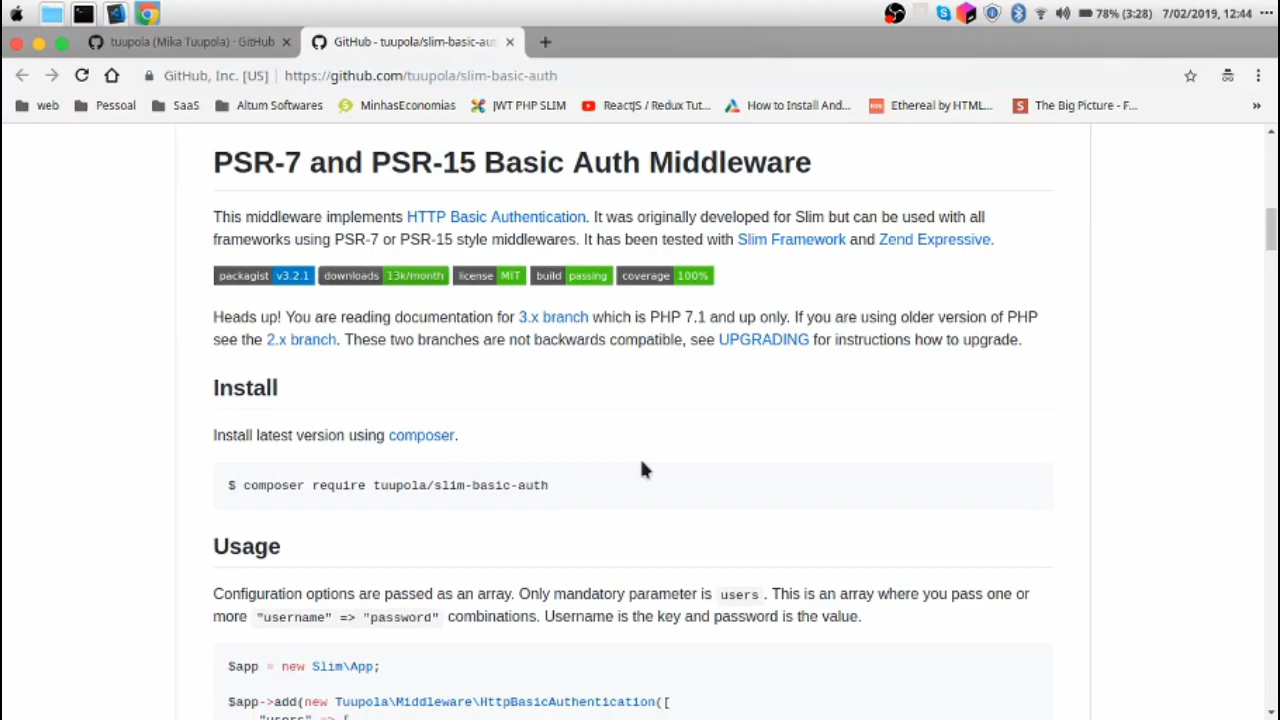 78% (3:28) 7/02/2019, 12:44
tuupola (Mika Tuupola) · GitHub
GitHub - tuupola/slim-basic-au
GitHub, Inc. [US] | https://github.com/tuupola/slim-basic-auth
web Pessoal SaaS Altum Softwares MinhasEconomias JWT PHP SLIM ReactJS / Redux Tut... How to Install And... Ethereal by HTML... The Big Picture - F... »
PSR-7 and PSR-15 Basic Auth Middleware
This middleware implements HTTP Basic Authentication. It was originally developed for Slim but can be used with all
frameworks using PSR-7 or PSR-15 style middlewares. It has been tested with Slim Framework and Zend Expressive.
packagist v3.2.1 downloads 13k/month license MIT build passing coverage 100%
Heads up! You are reading documentation for 3.x branch which is PHP 7.1 and up only. If you are using older version of PHP
see the 2.x branch. These two branches are not backwards compatible, see UPGRADING for instructions how to upgrade.
Install
Install latest version using composer.
$ composer require tuupola/slim-basic-auth
Usage
Configuration options are passed as an array. Only mandatory parameter is users . This is an array where you pass one or
more "username" => "password" combinations. Username is the key and password is the value.
$app = new Slim\App;
$app->add(new Tuupola\Middleware\HttpBasicAuthentication([
"users" => [